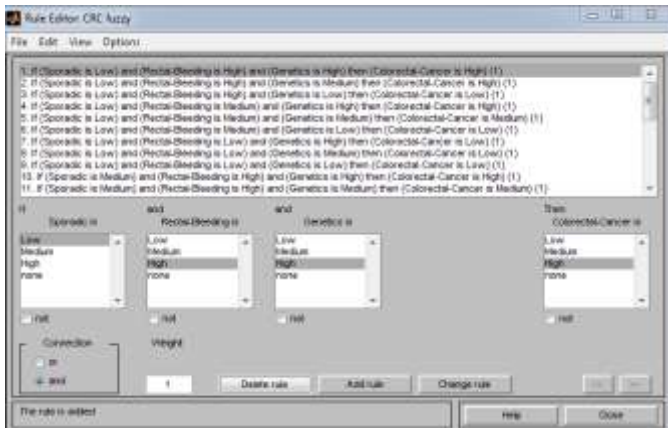 Rule Editor: CRC fuzzy
File Edit View Options
1. If (Sporadic is Low) and (Rectal-Bleeding is High) and (Genetics is High) then (Colorectal-Cancer is High) (1)
2. If (Sporadic is Low) and (Rectal-Bleeding is High) and (Genetics is Medium) then (Colorectal-Cancer is High) (1)
3. If (Sporadic is Low) and (Rectal-Bleeding is High) and (Genetics is Low) then (Colorectal-Cancer is Low) (1)
4. If (Sporadic is Low) and (Rectal-Bleeding is Medium) and (Genetics is High) then (Colorectal-Cancer is High) (1)
5. If (Sporadic is Low) and (Rectal-Bleeding is Medium) and (Genetics is Medium) then (Colorectal-Cancer is Medium) (1)
6. If (Sporadic is Low) and (Rectal-Bleeding is Medium) and (Genetics is Low) then (Colorectal-Cancer is Low) (1)
7. If (Sporadic is Low) and (Rectal-Bleeding is Low) and (Genetics is High) then (Colorectal-Cancer is High) (1)
8. If (Sporadic is Low) and (Rectal-Bleeding is Low) and (Genetics is Medium) then (Colorectal-Cancer is Low) (1)
9. If (Sporadic is Low) and (Rectal-Bleeding is Low) and (Genetics is Low) then (Colorectal-Cancer is Low) (1)
10. If (Sporadic is Medium) and (Rectal-Bleeding is High) and (Genetics is High) then (Colorectal-Cancer is High) (1)
11. If (Sporadic is Medium) and (Rectal-Bleeding is High) and (Genetics is Medium) then (Colorectal-Cancer is Medium) (1)
If and and Then
Sporadic is Rectal-Bleeding is Genetics is Colorectal-Cancer is
Low Low Low Low
Medium Medium Medium Medium
High High High High
none none none none
not not not not
Connection Weight:
or
and 1 Delete rule Add rule Change rule << >>
The rule is added Help Close